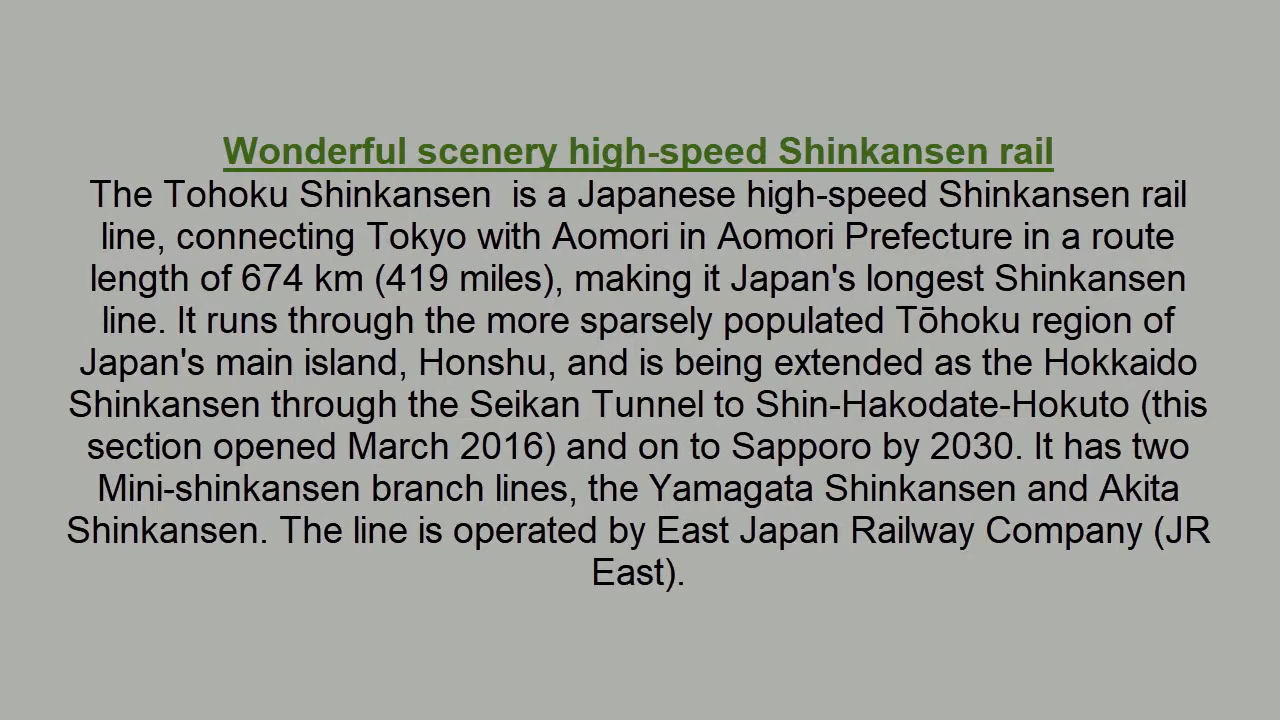 Wonderful scenery high-speed Shinkansen rail
The Tohoku Shinkansen  is a Japanese high-speed Shinkansen rail
line, connecting Tokyo with Aomori in Aomori Prefecture in a route
length of 674 km (419 miles), making it Japan's longest Shinkansen
line. It runs through the more sparsely populated Tōhoku region of
Japan's main island, Honshu, and is being extended as the Hokkaido
Shinkansen through the Seikan Tunnel to Shin-Hakodate-Hokuto (this
section opened March 2016) and on to Sapporo by 2030. It has two
Mini-shinkansen branch lines, the Yamagata Shinkansen and Akita
Shinkansen. The line is operated by East Japan Railway Company (JR
East).